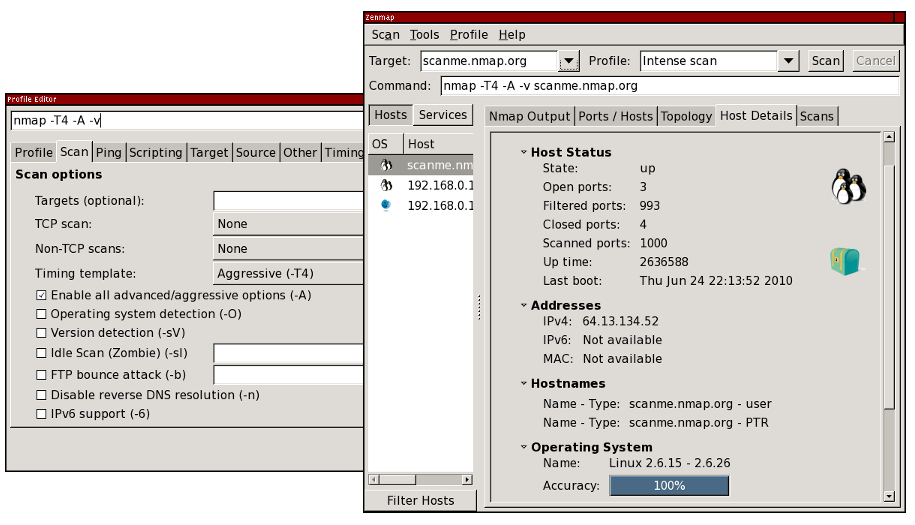 Zenmap
Scan Tools Profile Help
Target: scanme.nmap.org Profile: Intense scan Scan Cancel
Command: nmap -T4 -A -v scanme.nmap.org
Hosts Services
Nmap Output Ports / Hosts Topology Host Details Scans
OS Host
scanme.nm
192.168.0.1
192.168.0.1
Filter Hosts
Host Status
State: up
Open ports: 3
Filtered ports: 993
Closed ports: 4
Scanned ports: 1000
Up time: 2636588
Last boot: Thu Jun 24 22:13:52 2010
Addresses
IPv4: 64.13.134.52
IPv6: Not available
MAC: Not available
Hostnames
Name - Type: scanme.nmap.org - user
Name - Type: scanme.nmap.org - PTR
Operating System
Name: Linux 2.6.15 - 2.6.26
Accuracy: 100%
Profile Editor
nmap -T4 -A -v
Profile Scan Ping Scripting Target Source Other Timing
Scan options
Targets (optional):
TCP scan: None
Non-TCP scans: None
Timing template: Aggressive (-T4)
Enable all advanced/aggressive options (-A)
Operating system detection (-O)
Version detection (-sV)
Idle Scan (Zombie) (-sI)
FTP bounce attack (-b)
Disable reverse DNS resolution (-n)
IPv6 support (-6)